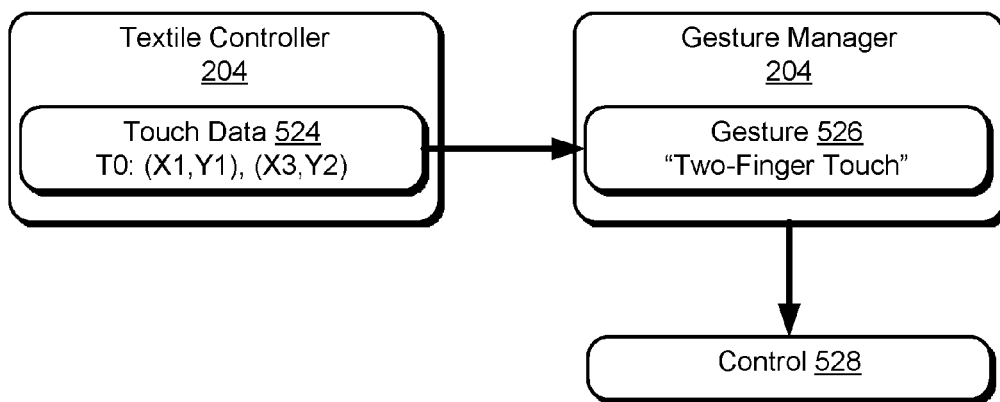 Textile Controller
204
Touch Data 524
T0: (X1,Y1), (X3,Y2)
Gesture Manager
204
Gesture 526
“Two-Finger Touch”
Control 528